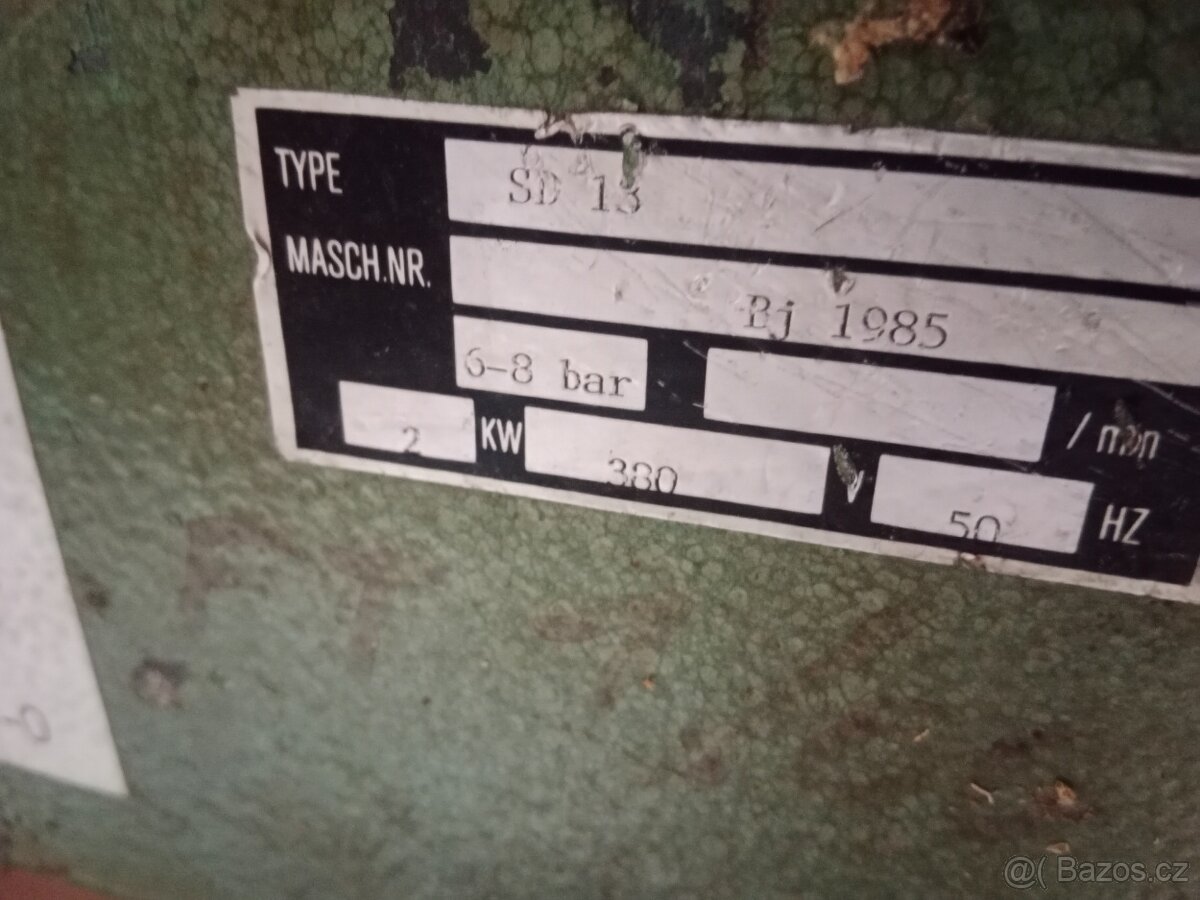 TYPE SD 13
MASCH.NR. Bj 1985
6-8 bar / min
2 KW 380 V 50 HZ
@( Bazos.cz